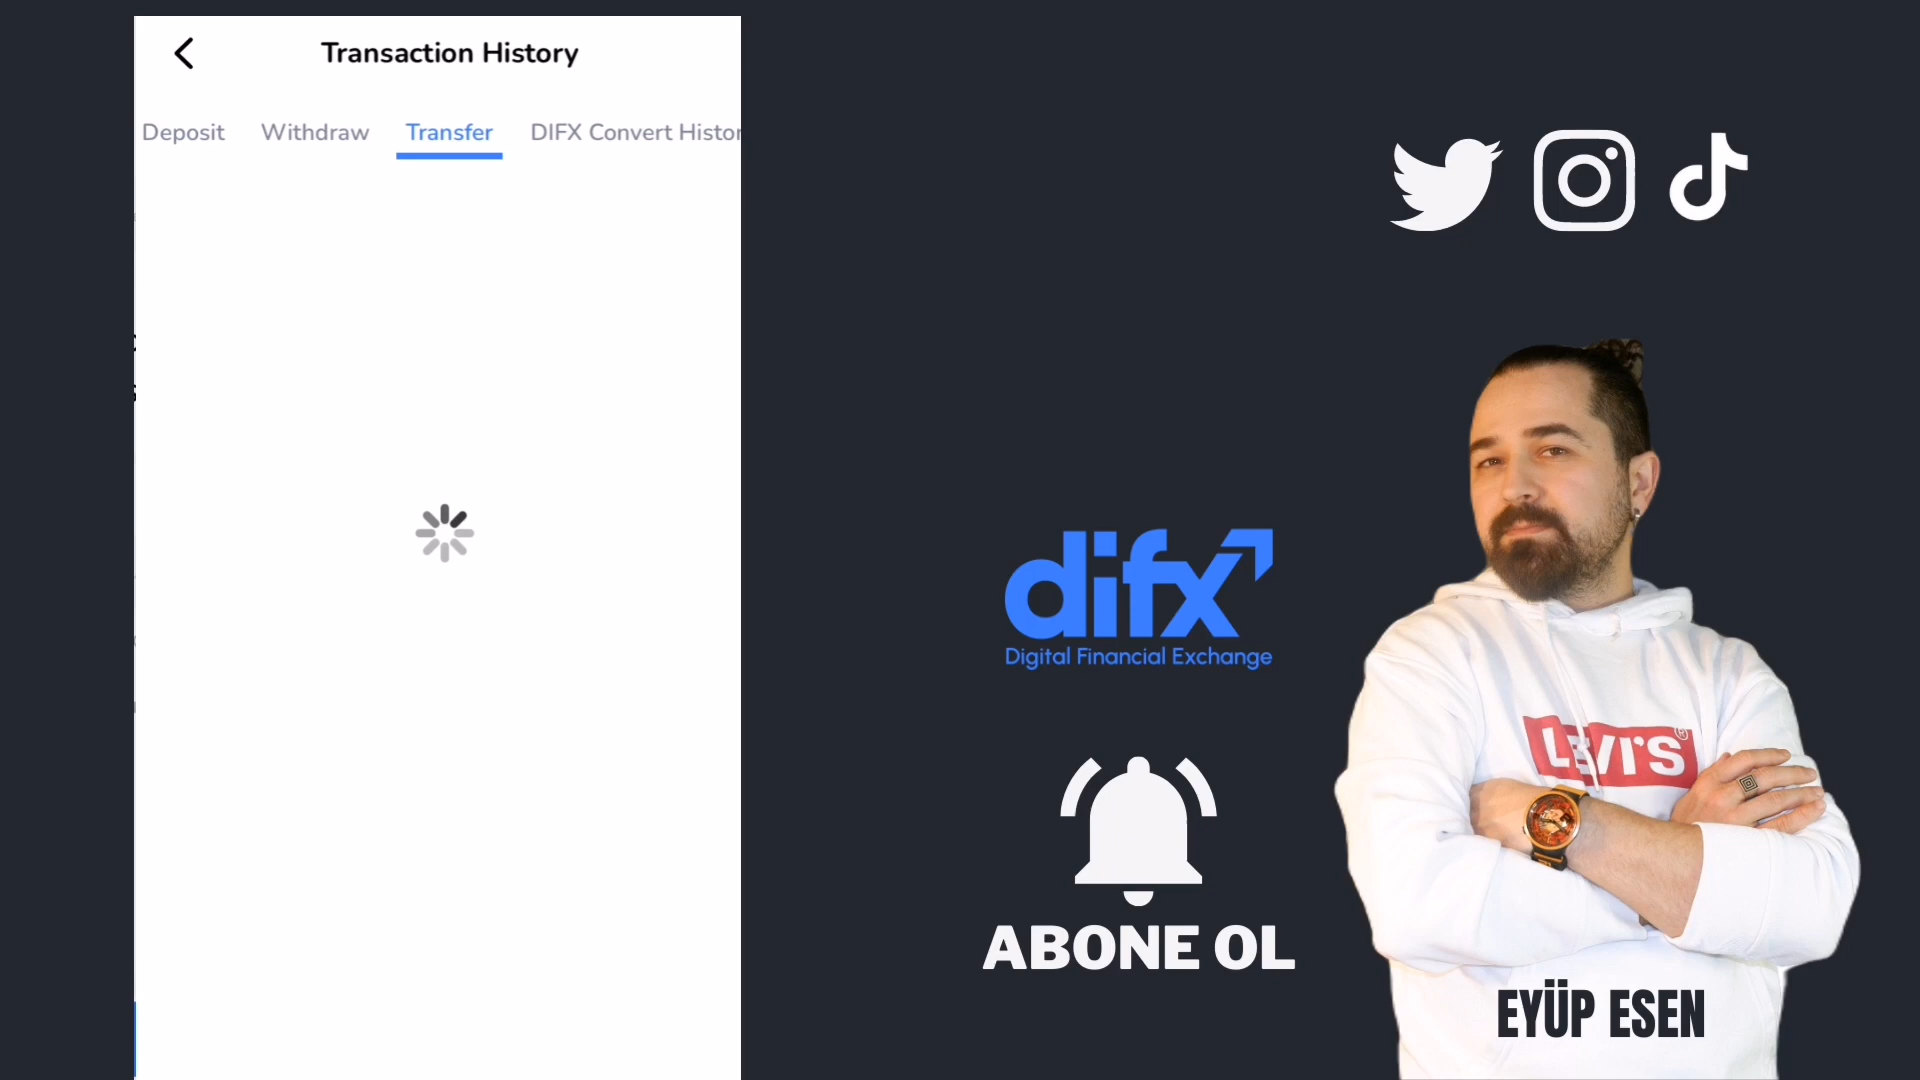 Transaction History
Deposit Withdraw Transfer DIFX Convert Histor
difx
Digital Financial Exchange
LEVI'S®
ABONE OL
EYÜP ESEN